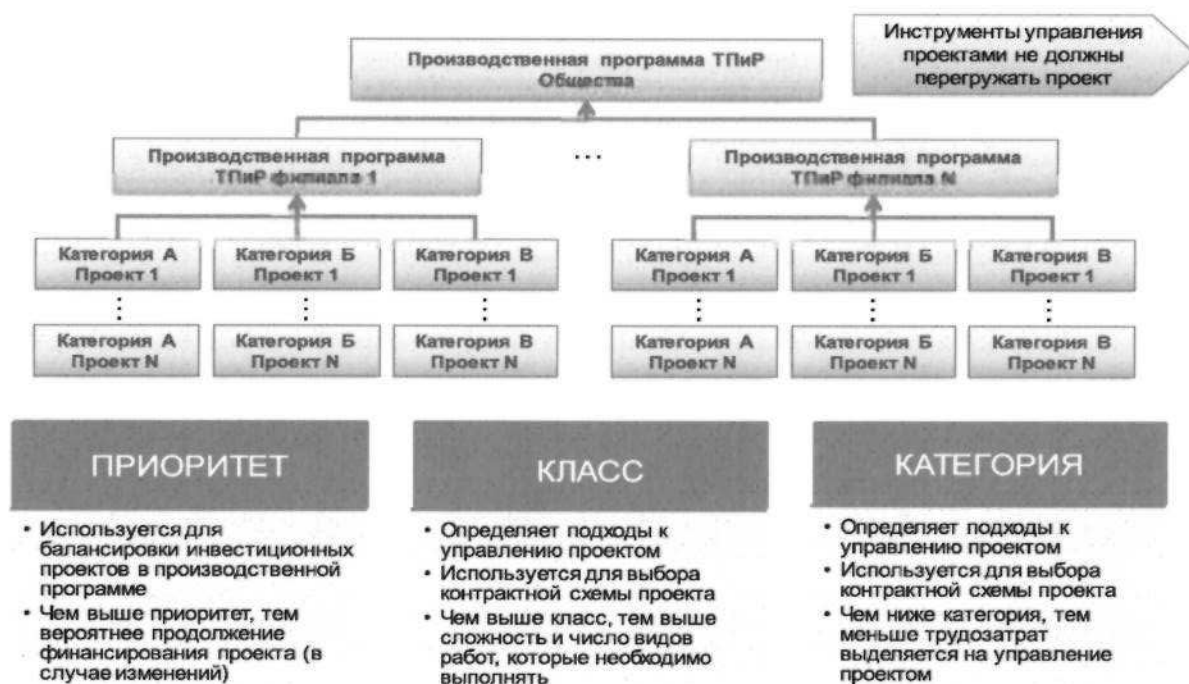 Производственная программа ТПиР
Общества
Инструменты управления
проектами не должны
перегружать проект
Производственная программа
ТПиР филиала 1
...
Производственная программа
ТПиР филиала N
Категория А
Проект 1
Категория Б
Проект 1
Категория В
Проект 1
Категория А
Проект 1
Категория Б
Проект 1
Категория В
Проект 1
Категория А
Проект N
Категория Б
Проект N
Категория В
Проект N
Категория А
Проект N
Категория Б
Проект N
Категория В
Проект N
ПРИОРИТЕТ
• Используется для
балансировки инвестиционных
проектов в производственной
программе
• Чем выше приоритет, тем
вероятнее продолжение
финансирования проекта (в
случае изменений)
КЛАСС
• Определяет подходы к
управлению проектом
• Используется для выбора
контрактной схемы проекта
• Чем выше класс, тем выше
сложность и число видов
работ, которые необходимо
выполнять
КАТЕГОРИЯ
• Определяет подходы к
управлению проектом
• Используется для выбора
контрактной схемы проекта
• Чем ниже категория, тем
меньше трудозатрат
выделяется на управление
проектом